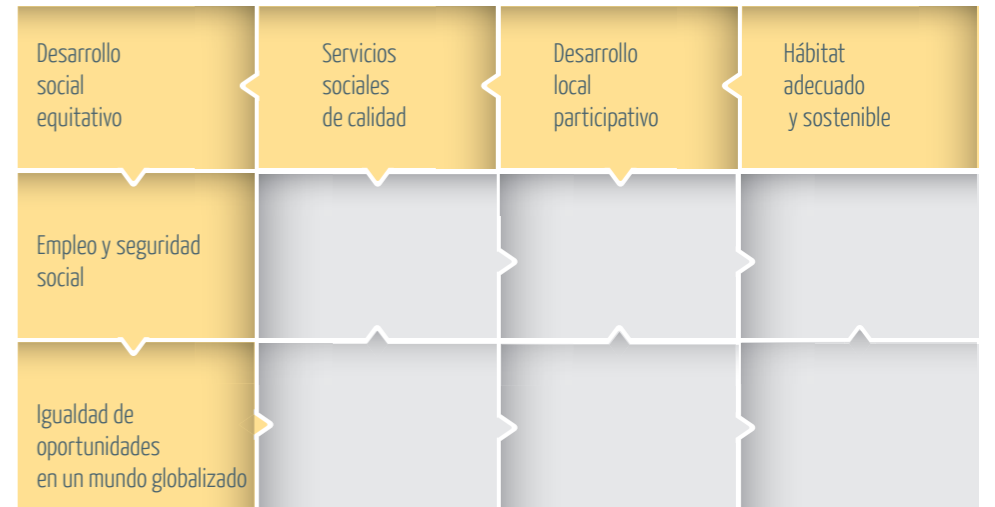 Desarrollo
social
equitativo
Servicios
sociales
de calidad
Desarrollo
local
participativo
Hábitat
adecuado
y sostenible
Empleo y seguridad
social
Igualdad de
oportunidades
en un mundo globalizado